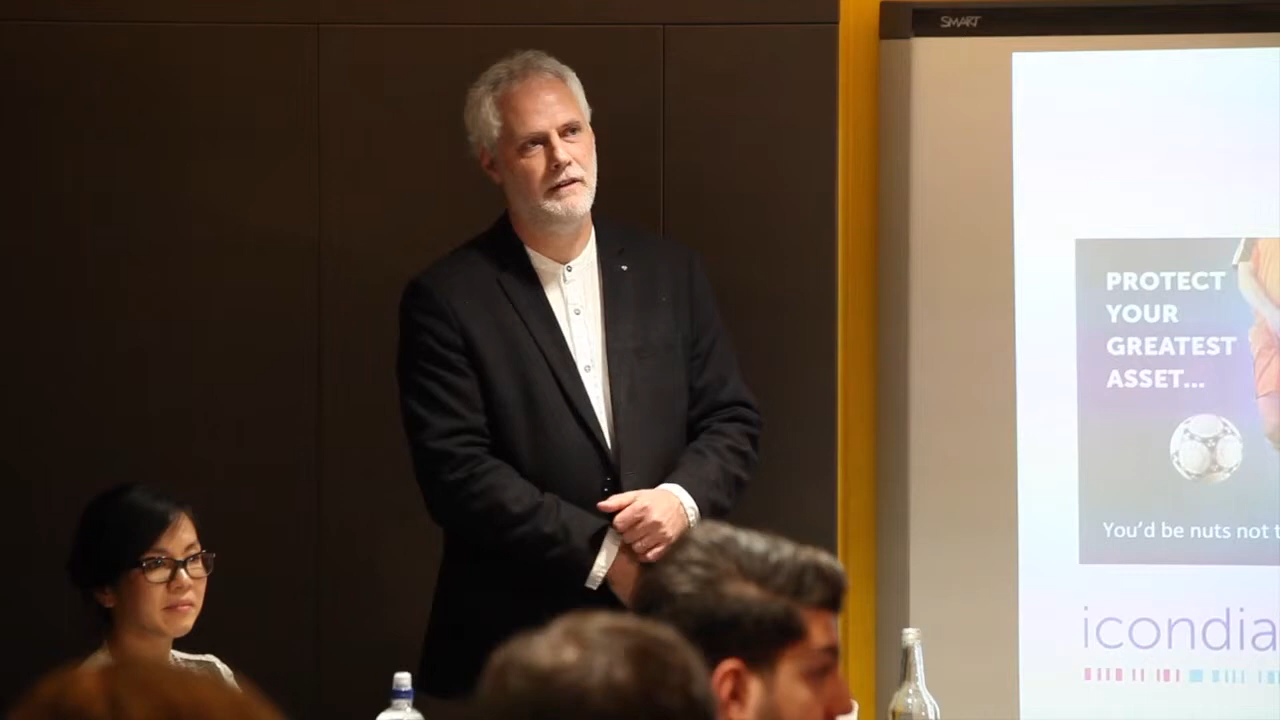 SMART
PROTECT
YOUR
GREATEST
ASSET...
You'd be nuts not t
icondia